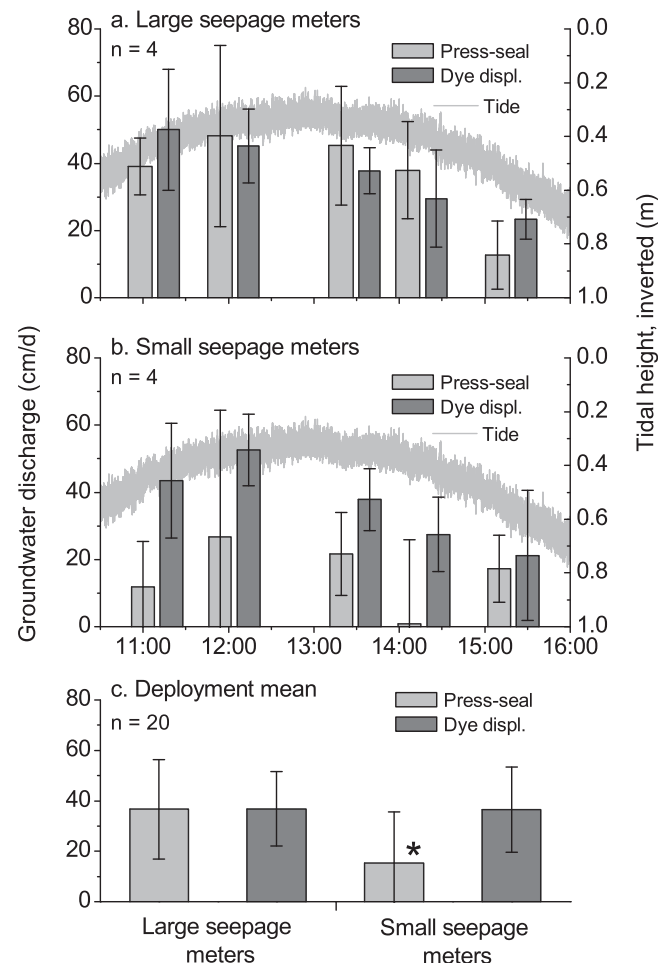 a. Large seepage meters
n = 4
Press-seal
Dye displ.
Tide
80
60
40
20
0
0.0
0.2
0.4
0.6
0.8
1.0
b. Small seepage meters
n = 4
Press-seal
Dye displ.
Tide
80
60
40
20
0
0.0
0.2
0.4
0.6
0.8
1.0
11:00 12:00 13:00 14:00 15:00 16:00
Groundwater discharge (cm/d)
Tidal height, inverted (m)
c. Deployment mean
n = 20
Press-seal
Dye displ.
80
60
40
20
0
*
Large seepage
meters
Small seepage
meters